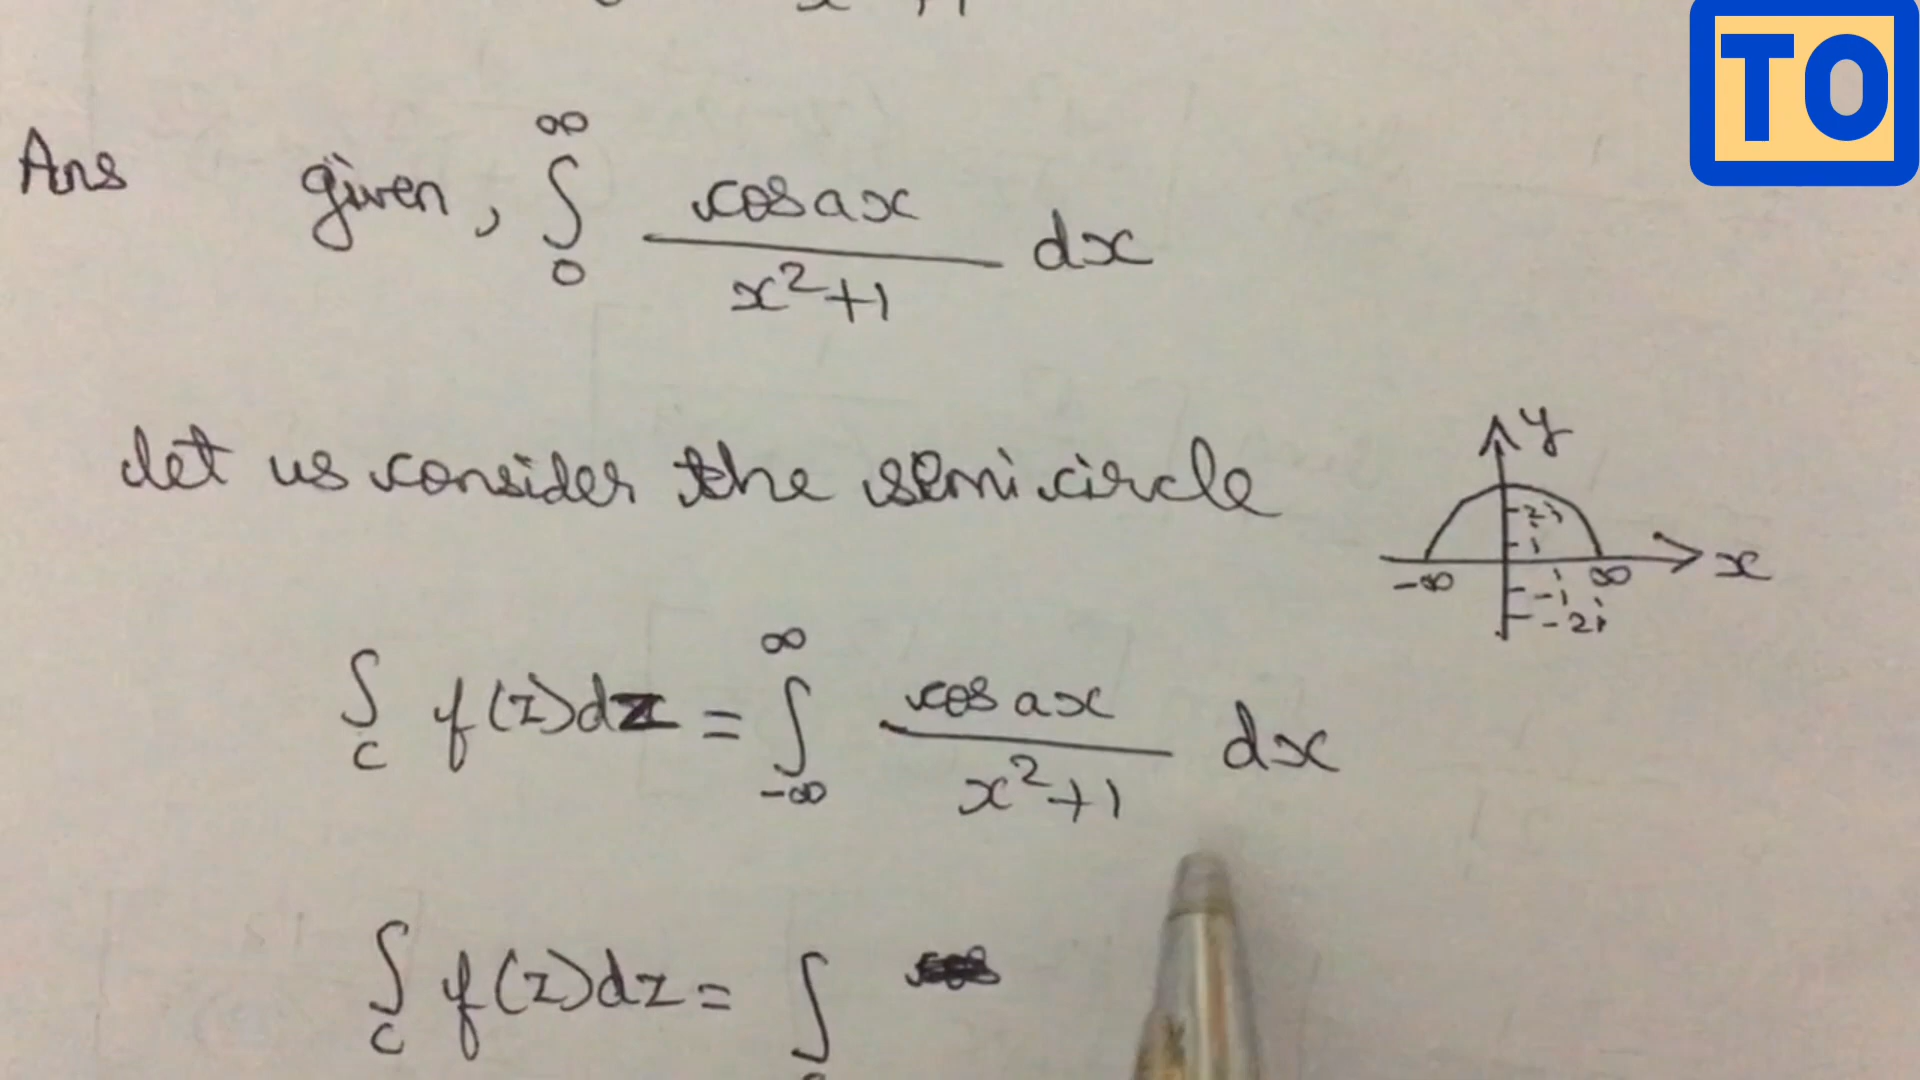 TO
Ans given, ∫₀^∞ cos ax / x²+1 dx
let us consider the semi circle
y
2i
i
-∞ ∞ x
-i
-2i
∫_C f(z)dz = ∫_-∞^∞ cos ax / x²+1 dx
∫_C f(z)dz = ∫